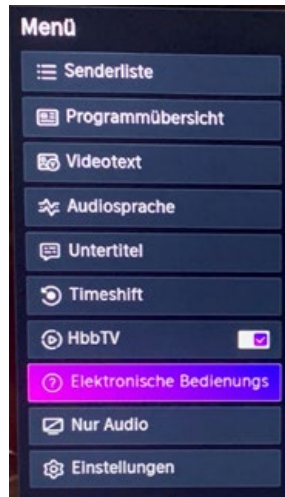 Menü
Senderliste
Programmübersicht
Videotext
Audiosprache
Untertitel
Timeshift
HbbTV
Elektronische Bedienungs
Nur Audio
Einstellungen